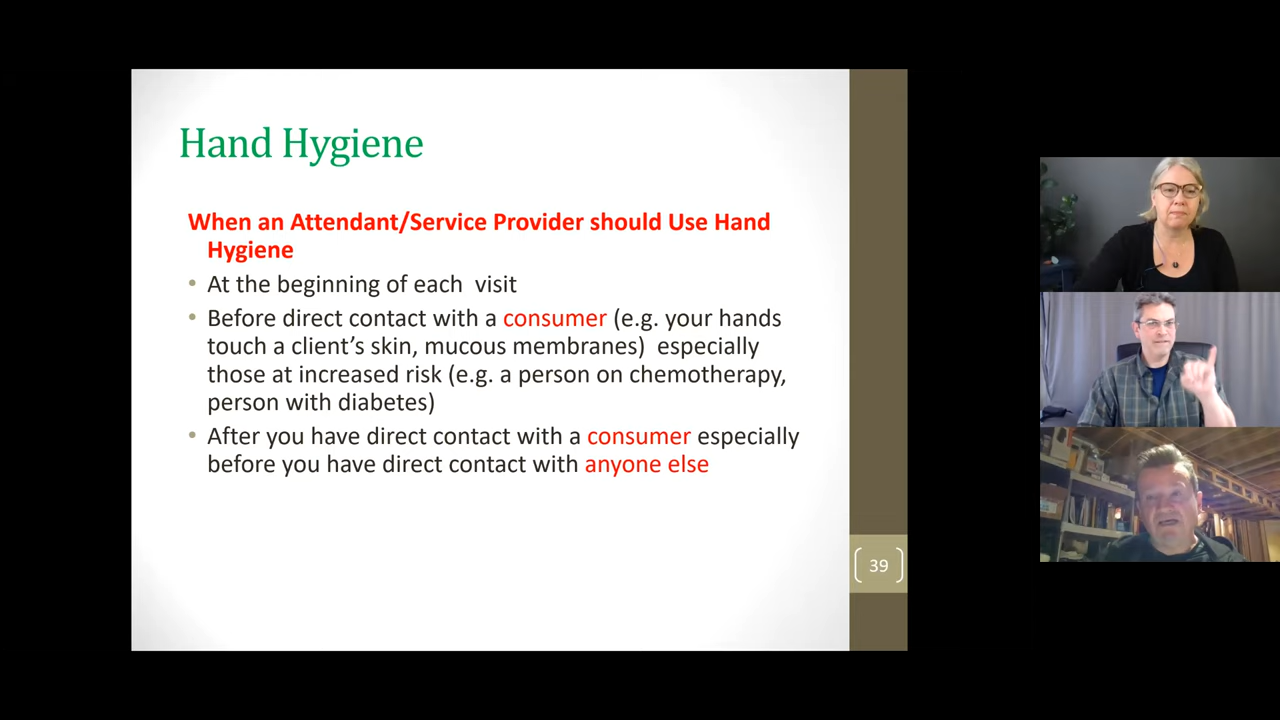 Hand Hygiene
When an Attendant/Service Provider should Use Hand
Hygiene
• At the beginning of each  visit
• Before direct contact with a consumer (e.g. your hands
touch a client's skin, mucous membranes)  especially
those at increased risk (e.g. a person on chemotherapy,
person with diabetes)
• After you have direct contact with a consumer especially
before you have direct contact with anyone else
39